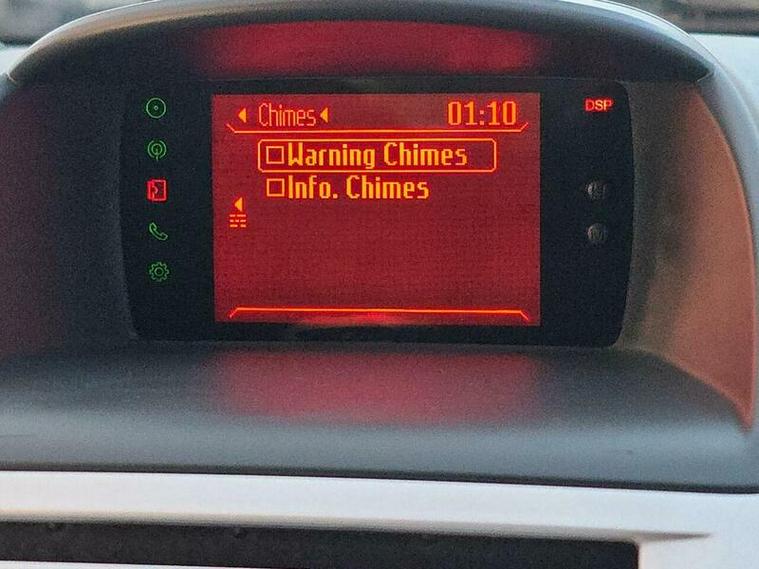 Chimes
01:10
DSP
Warning Chimes
Info. Chimes